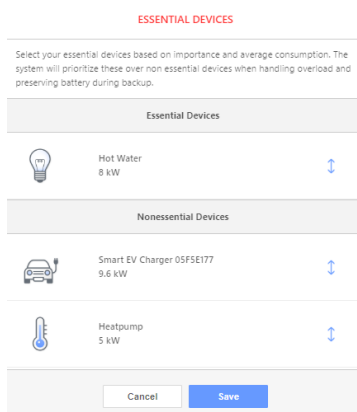 ESSENTIAL DEVICES
Select your essential devices based on importance and average consumption. The
system will prioritize these over non essential devices when handling overload and
preserving battery during backup.
Essential Devices
Hot Water
8 kW
Nonessential Devices
Smart EV Charger 05F5E177
9.6 kW
Heatpump
5 kW
Cancel
Save